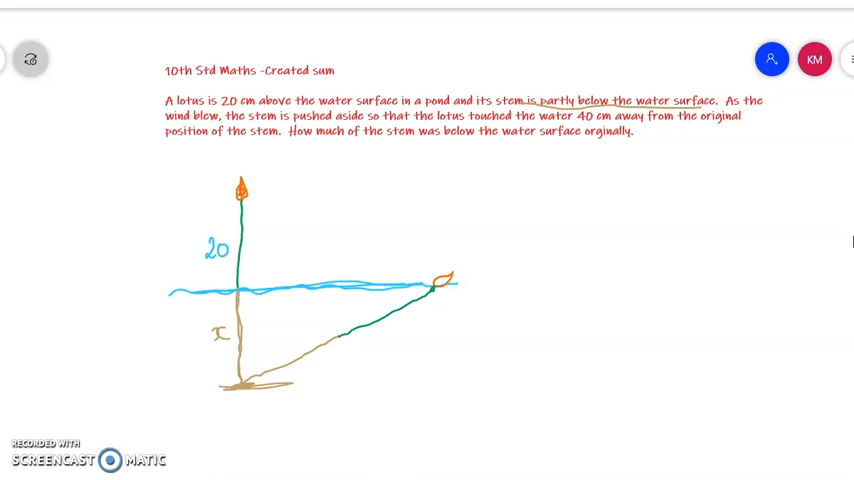 KM
10th Std Maths -Created sum
A lotus is 20 cm above the water surface in a pond and its stem is partly below the water surface. As the
wind blew, the stem is pushed aside so that the lotus touched the water 40 cm away from the original
position of the stem. How much of the stem was below the water surface orginally.
20
x
RECORDED WITH
SCREENCAST MATIC